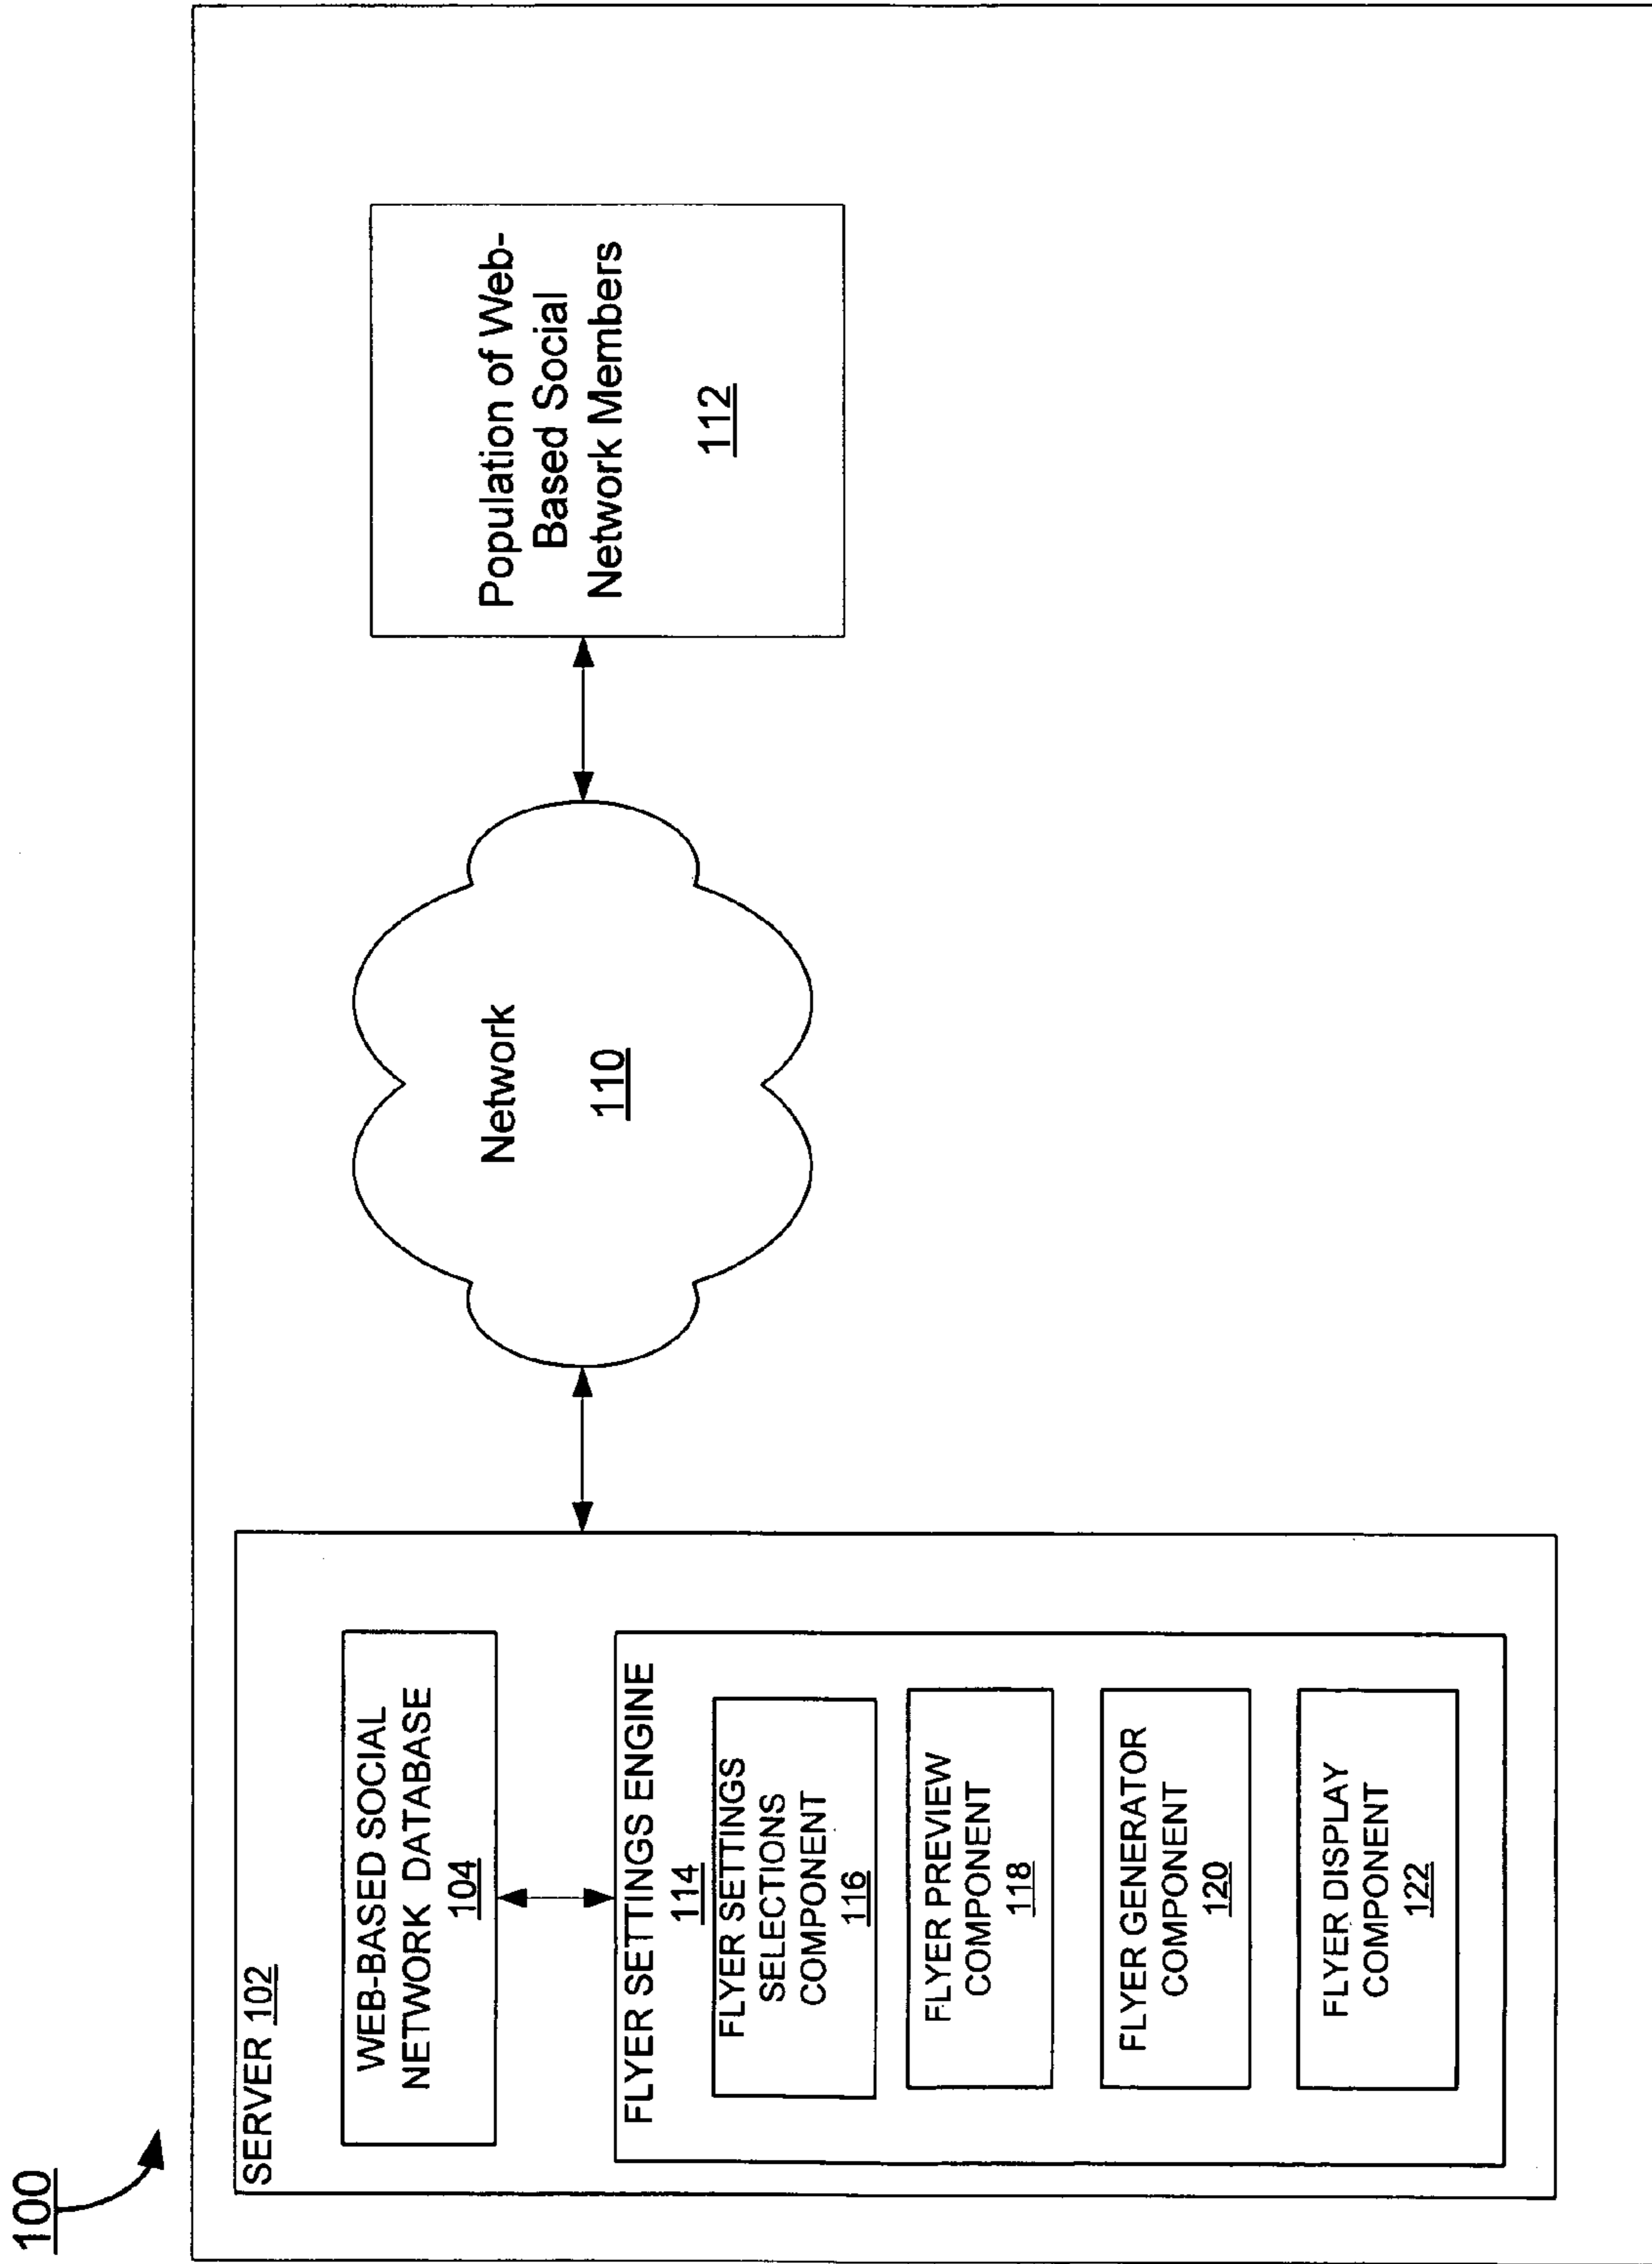 100
SERVER 102
WEB-BASED SOCIAL
NETWORK DATABASE
104
FLYER SETTINGS ENGINE
114
FLYER SETTINGS
SELECTIONS
COMPONENT
116
FLYER PREVIEW
COMPONENT
118
FLYER GENERATOR
COMPONENT
120
FLYER DISPLAY
COMPONENT
122
Network
110
Population of Web-
Based Social
Network Members
112